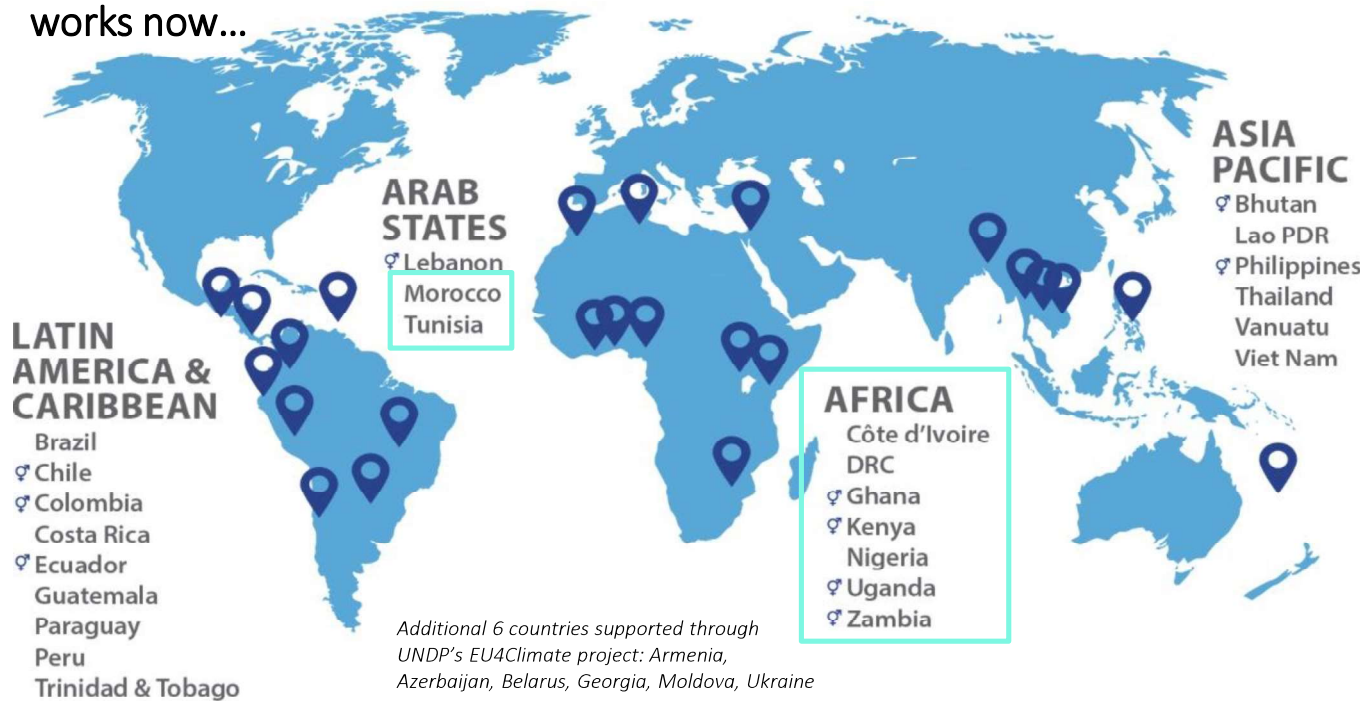 works now...
ARAB
STATES
⚥ Lebanon
Morocco
Tunisia
LATIN
AMERICA &
CARIBBEAN
Brazil
⚥ Chile
⚥ Colombia
Costa Rica
⚥ Ecuador
Guatemala
Paraguay
Peru
Trinidad & Tobago
AFRICA
Côte d'Ivoire
DRC
⚥ Ghana
⚥ Kenya
Nigeria
⚥ Uganda
⚥ Zambia
ASIA
PACIFIC
⚥ Bhutan
Lao PDR
⚥ Philippines
Thailand
Vanuatu
Viet Nam
Additional 6 countries supported through
UNDP's EU4Climate project: Armenia,
Azerbaijan, Belarus, Georgia, Moldova, Ukraine